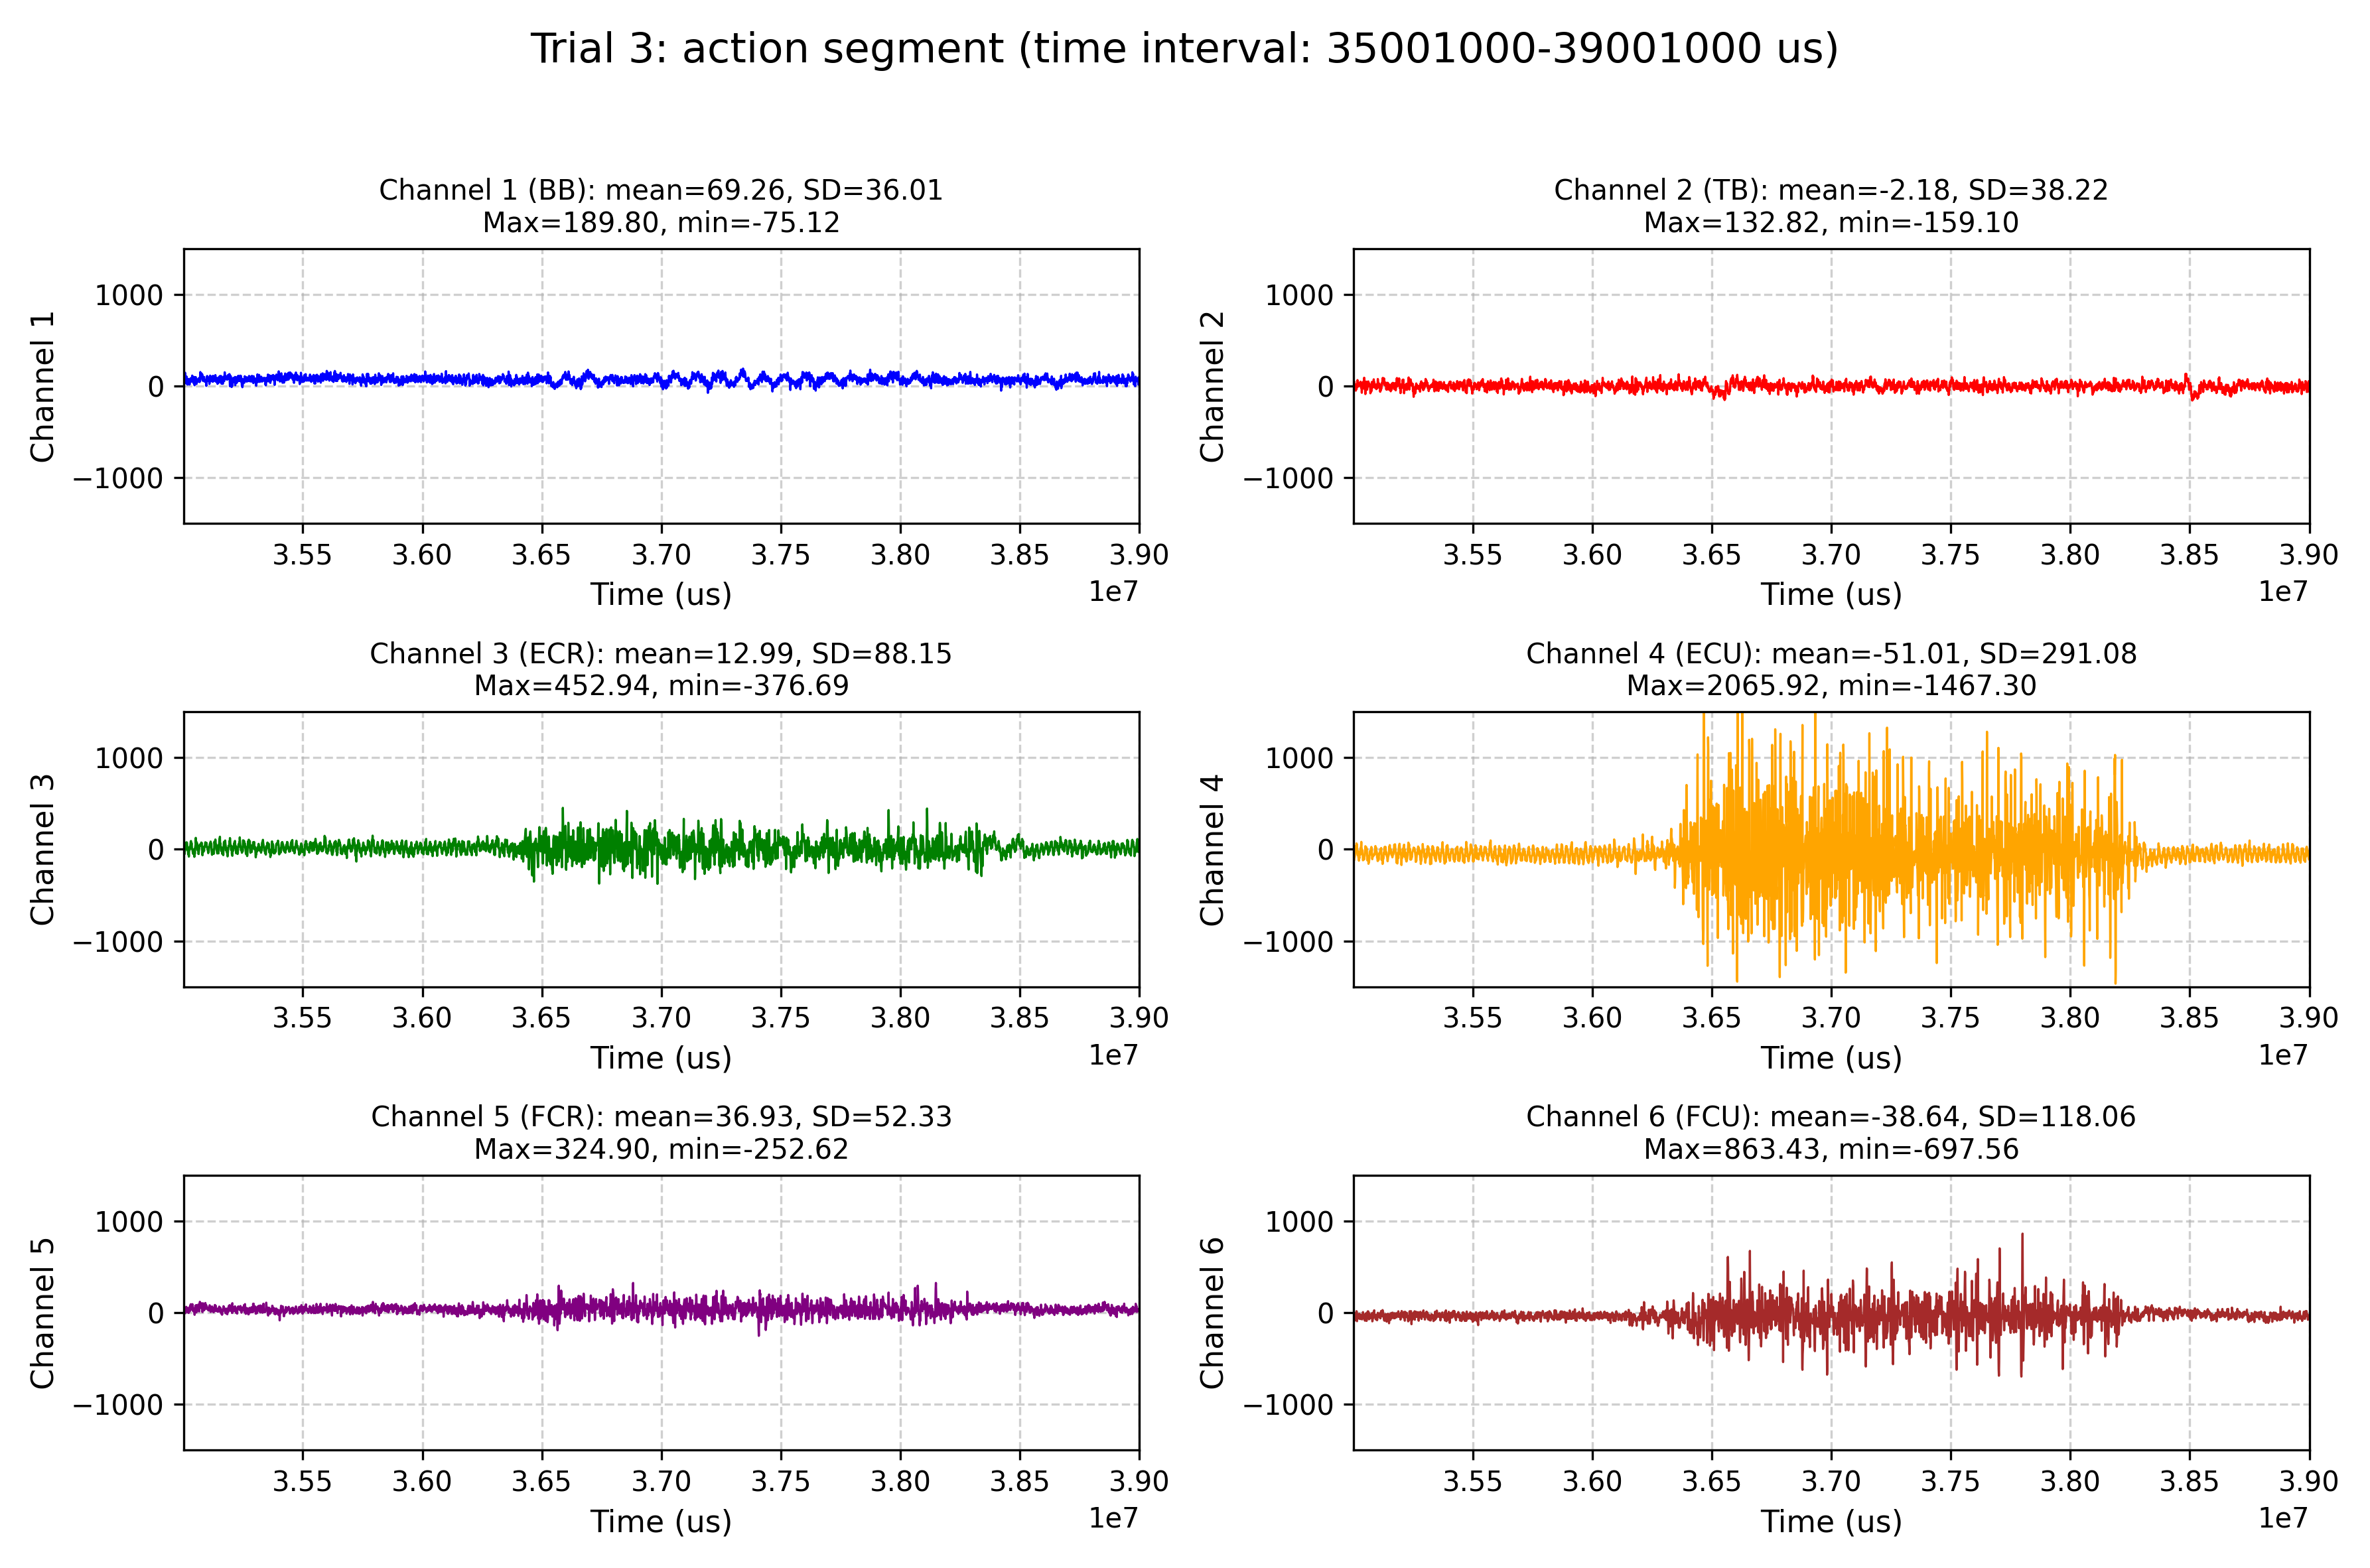 Trial 3: action segment (time interval: 35001000-39001000 us)
Channel 1 (BB): mean=69.26, SD=36.01
Max=189.80, min=-75.12
Channel 1
1000
0
−1000
3.55 3.60 3.65 3.70 3.75 3.80 3.85 3.90
Time (us)
1e7
Channel 2 (TB): mean=-2.18, SD=38.22
Max=132.82, min=-159.10
Channel 2
1000
0
−1000
3.55 3.60 3.65 3.70 3.75 3.80 3.85 3.90
Time (us)
1e7
Channel 3 (ECR): mean=12.99, SD=88.15
Max=452.94, min=-376.69
Channel 3
1000
0
−1000
3.55 3.60 3.65 3.70 3.75 3.80 3.85 3.90
Time (us)
1e7
Channel 4 (ECU): mean=-51.01, SD=291.08
Max=2065.92, min=-1467.30
Channel 4
1000
0
−1000
3.55 3.60 3.65 3.70 3.75 3.80 3.85 3.90
Time (us)
1e7
Channel 5 (FCR): mean=36.93, SD=52.33
Max=324.90, min=-252.62
Channel 5
1000
0
−1000
3.55 3.60 3.65 3.70 3.75 3.80 3.85 3.90
Time (us)
1e7
Channel 6 (FCU): mean=-38.64, SD=118.06
Max=863.43, min=-697.56
Channel 6
1000
0
−1000
3.55 3.60 3.65 3.70 3.75 3.80 3.85 3.90
Time (us)
1e7